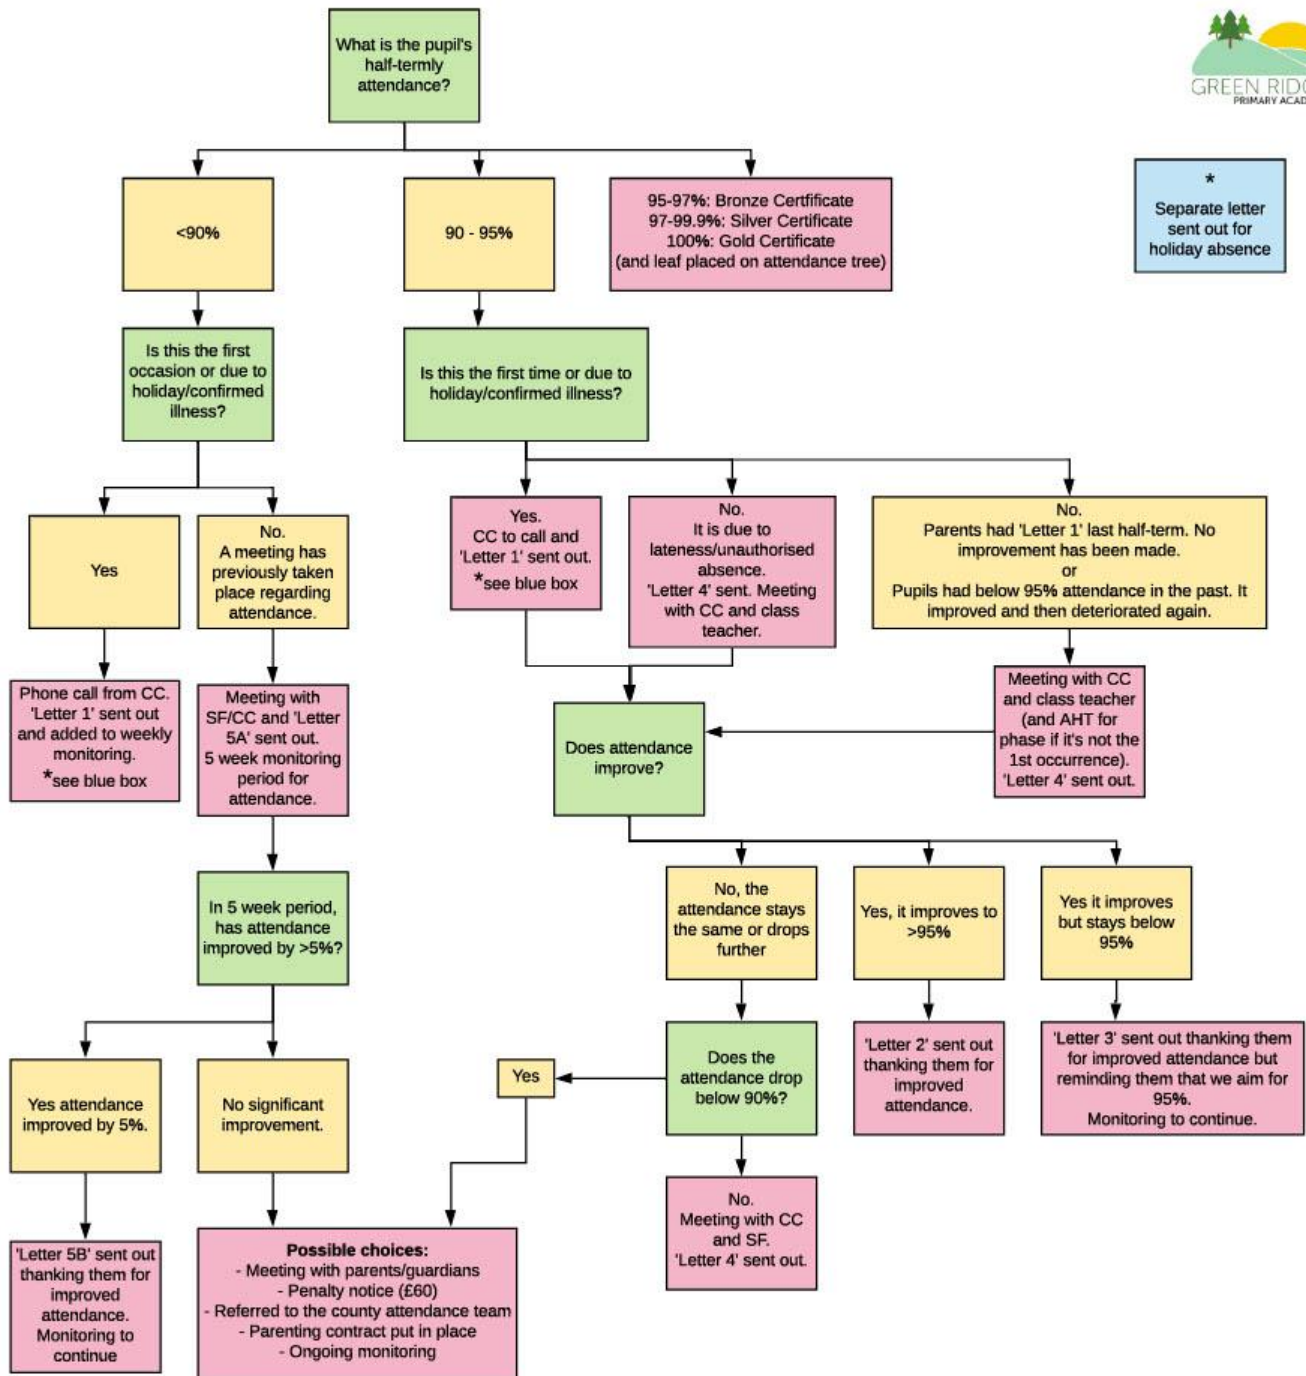 What is the pupil's
half-termly
attendance?
GREEN RIDG
PRIMARY ACAD
*
Separate letter
sent out for
holiday absence
<90%
90 - 95%
95-97%: Bronze Certfificate
97-99.9%: Silver Certificate
100%: Gold Certificate
(and leaf placed on attendance tree)
Is this the first
occasion or due to
holiday/confirmed
illness?
Is this the first time or due to
holiday/confirmed illness?
Yes
No.
A meeting has
previously taken
place regarding
attendance.
Yes.
CC to call and
'Letter 1' sent out.
*see blue box
No.
It is due to
lateness/unauthorised
absence.
'Letter 4' sent. Meeting
with CC and class
teacher.
No.
Parents had 'Letter 1' last half-term. No
improvement has been made.
or
Pupils had below 95% attendance in the past. It
improved and then deteriorated again.
Phone call from CC.
'Letter 1' sent out
and added to weekly
monitoring.
*see blue box
Meeting with
SF/CC and 'Letter
5A' sent out.
5 week monitoring
period for
attendance.
Does attendance
improve?
Meeting with CC
and class teacher
(and AHT for
phase if it's not the
1st occurrence).
'Letter 4' sent out.
In 5 week period,
has attendance
improved by >5%?
No, the
attendance stays
the same or drops
further
Yes, it improves to
>95%
Yes it improves
but stays below
95%
Yes attendance
improved by 5%.
No significant
improvement.
Yes
Does the
attendance drop
below 90%?
'Letter 2' sent out
thanking them for
improved
attendance.
'Letter 3' sent out thanking them
for improved attendance but
reminding them that we aim for
95%.
Monitoring to continue.
'Letter 5B' sent out
thanking them for
improved
attendance.
Monitoring to
continue
Possible choices:
- Meeting with parents/guardians
- Penalty notice (£60)
- Referred to the county attendance team
- Parenting contract put in place
- Ongoing monitoring
No.
Meeting with CC
and SF.
'Letter 4' sent out.